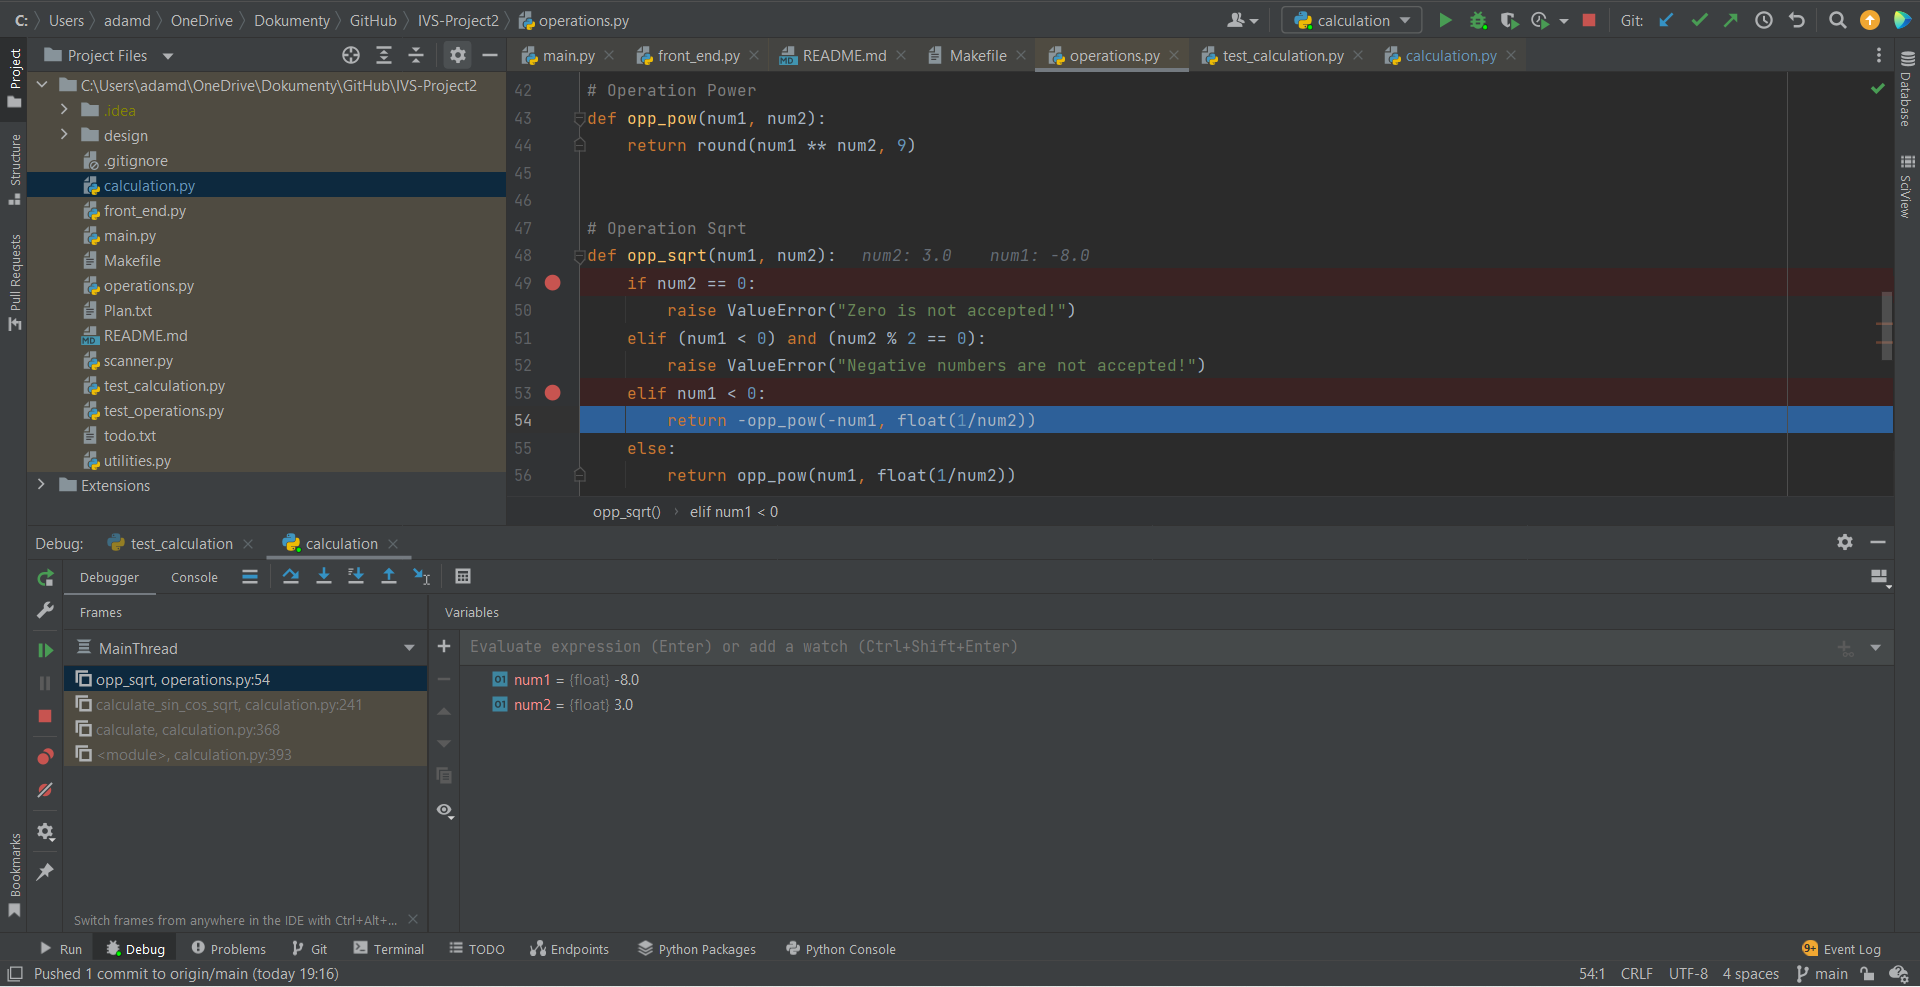 C: Users adamd OneDrive Dokumenty GitHub IVS-Project2 operations.py
calculation
Git:
Project Files
main.py front_end.py README.md Makefile operations.py test_calculation.py calculation.py
Project
Structure
Pull Requests
Bookmarks
C:\Users\adamd\OneDrive\Dokumenty\GitHub\IVS-Project2
.idea
design
.gitignore
calculation.py
front_end.py
main.py
Makefile
operations.py
Plan.txt
README.md
scanner.py
test_calculation.py
test_operations.py
todo.txt
utilities.py
Extensions
42 # Operation Power
43 def opp_pow(num1, num2):
44 return round(num1 ** num2, 9)
45
46
47 # Operation Sqrt
48 def opp_sqrt(num1, num2): num2: 3.0 num1: -8.0
49 if num2 == 0:
50 raise ValueError("Zero is not accepted!")
51 elif (num1 < 0) and (num2 % 2 == 0):
52 raise ValueError("Negative numbers are not accepted!")
53 elif num1 < 0:
54 return -opp_pow(-num1, float(1/num2))
55 else:
56 return opp_pow(num1, float(1/num2))
opp_sqrt() elif num1 < 0
Database
SciView
Debug: test_calculation calculation
Debugger Console
Frames
Variables
MainThread
Evaluate expression (Enter) or add a watch (Ctrl+Shift+Enter)
opp_sqrt, operations.py:54
calculate_sin_cos_sqrt, calculation.py:241
calculate, calculation.py:368
<module>, calculation.py:393
num1 = {float} -8.0
num2 = {float} 3.0
Switch frames from anywhere in the IDE with Ctrl+Alt+...
Run Debug Problems Git Terminal TODO Endpoints Python Packages Python Console
9+ Event Log
Pushed 1 commit to origin/main (today 19:16)
54:1 CRLF UTF-8 4 spaces main